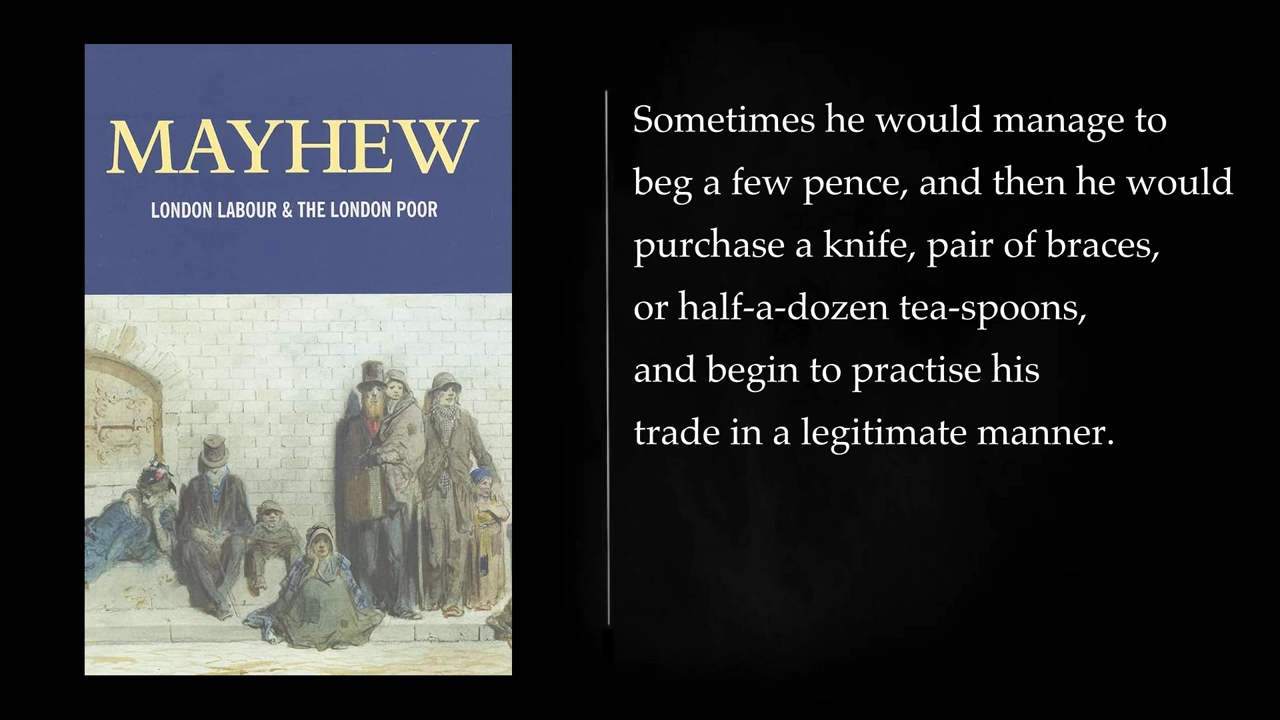 MAYHEW
LONDON LABOUR & THE LONDON POOR
Sometimes he would manage to
beg a few pence, and then he would
purchase a knife, pair of braces,
or half-a-dozen tea-spoons,
and begin to practise his
trade in a legitimate manner.